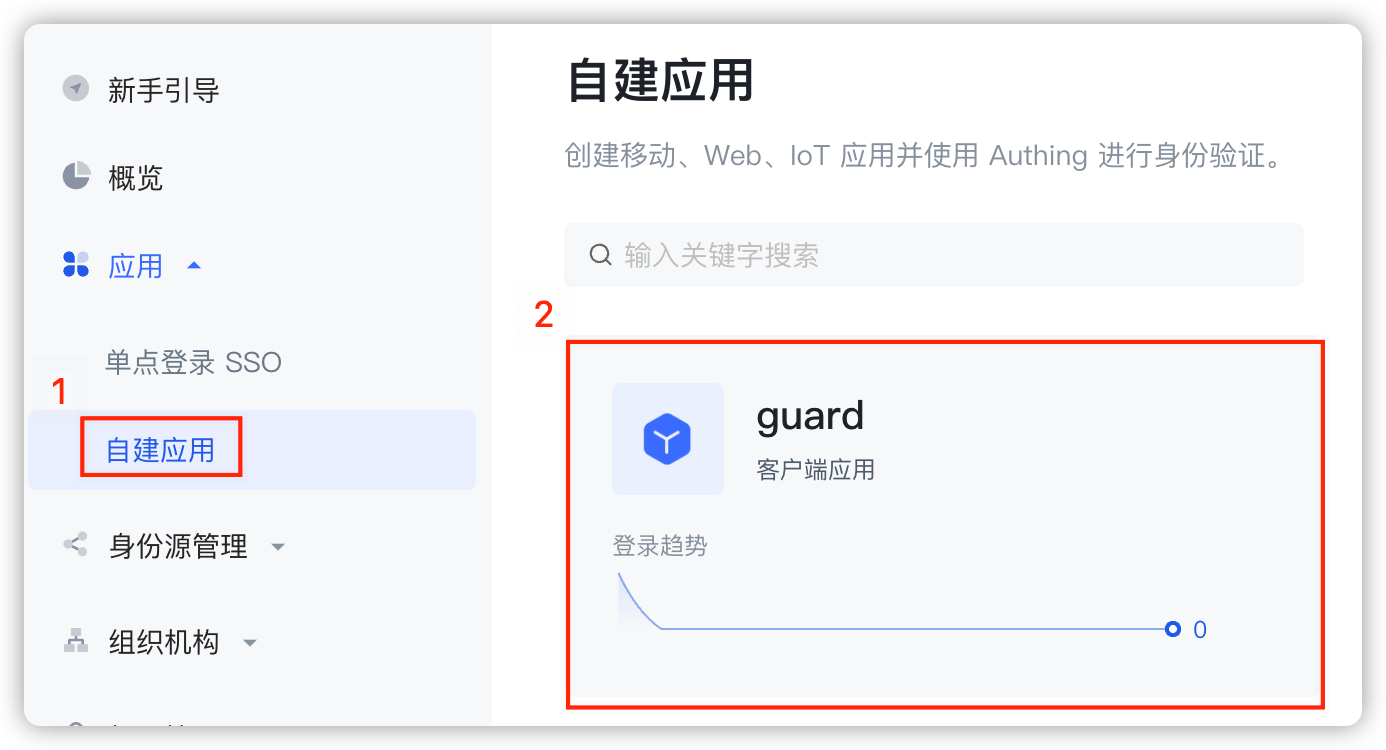 新手引导
概览
应用
单点登录 SSO
1
自建应用
身份源管理
组织机构
自建应用
创建移动、Web、IoT 应用并使用 Authing 进行身份验证。
输入关键字搜索
2
guard
客户端应用
登录趋势
0